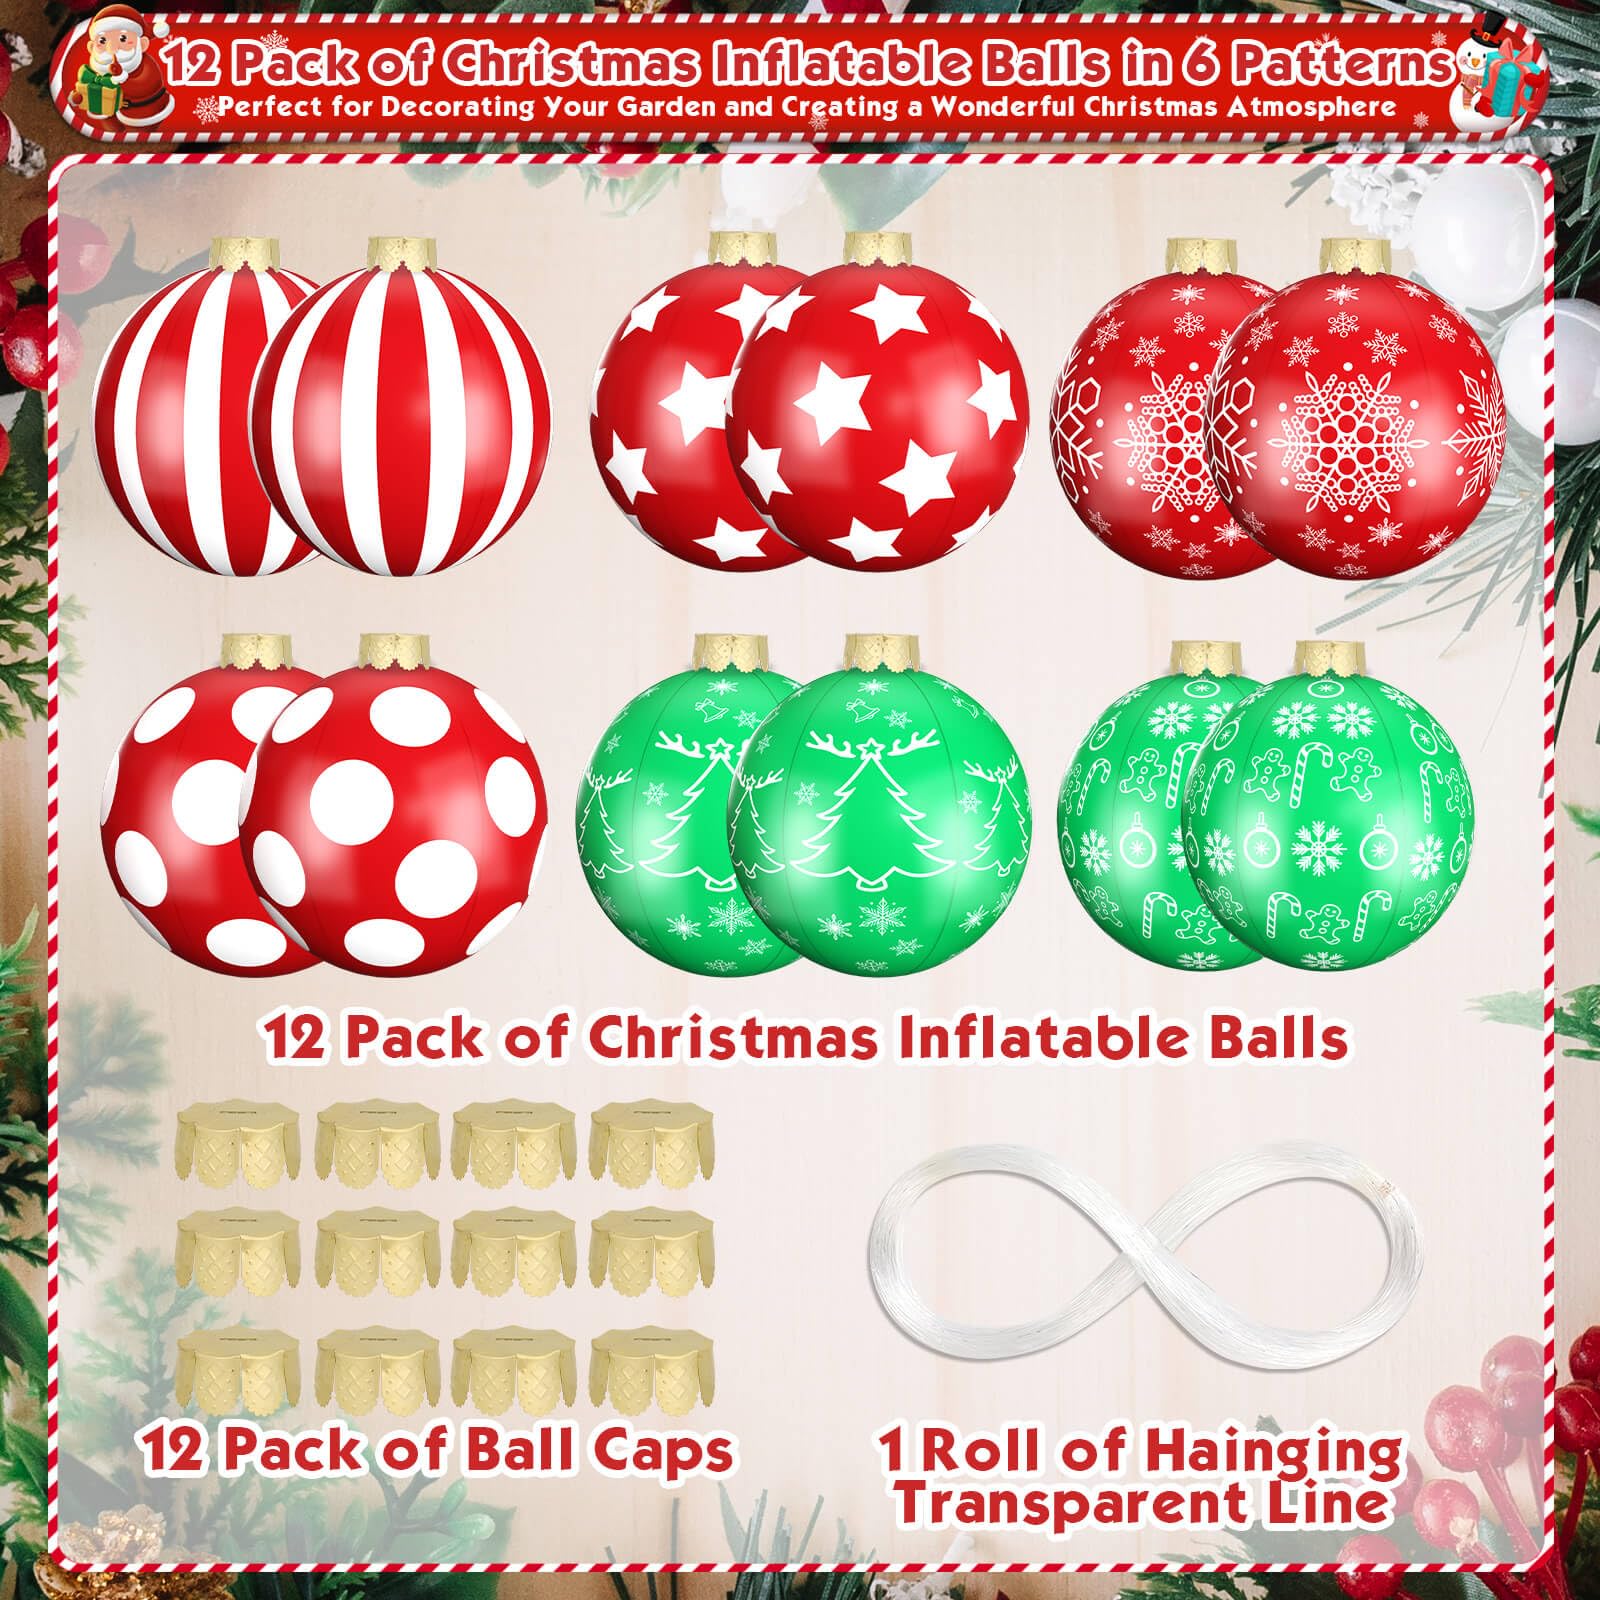 12 Pack of Christmas Inflatable Balls in 6 Patterns
Perfect for Decorating Your Garden and Creating a Wonderful Christmas Atmosphere
12 Pack of Christmas Inflatable Balls
12 Pack of Ball Caps
1 Roll of Hainging
Transparent Line